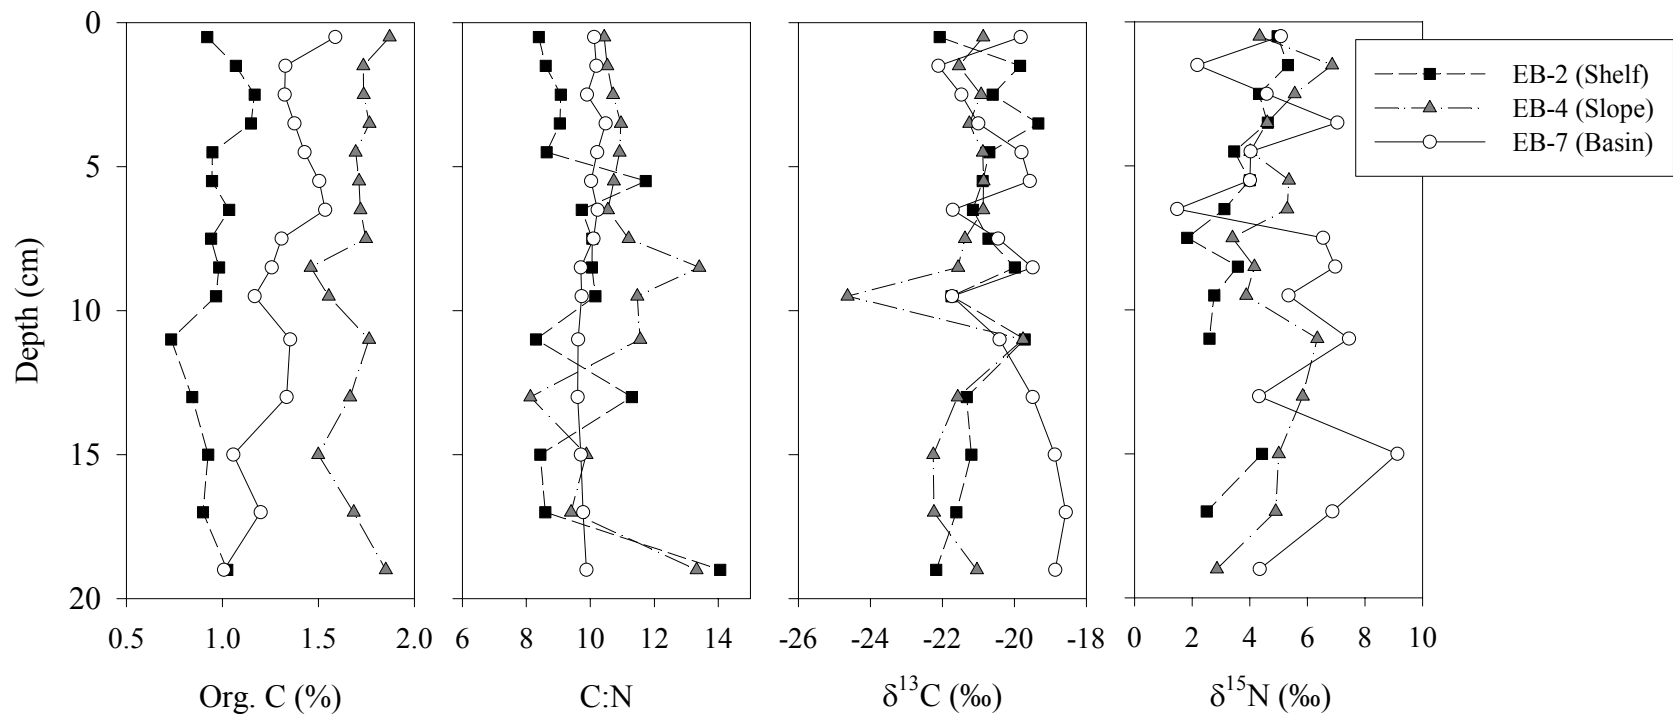 0
5
10
15
20
Depth (cm)
0.5 1.0 1.5 2.0
Org. C (%)
6 8 10 12 14
C:N
-26 -24 -22 -20 -18
δ¹³C (‰)
0 2 4 6 8 10
δ¹⁵N (‰)
EB-2 (Shelf)
EB-4 (Slope)
EB-7 (Basin)